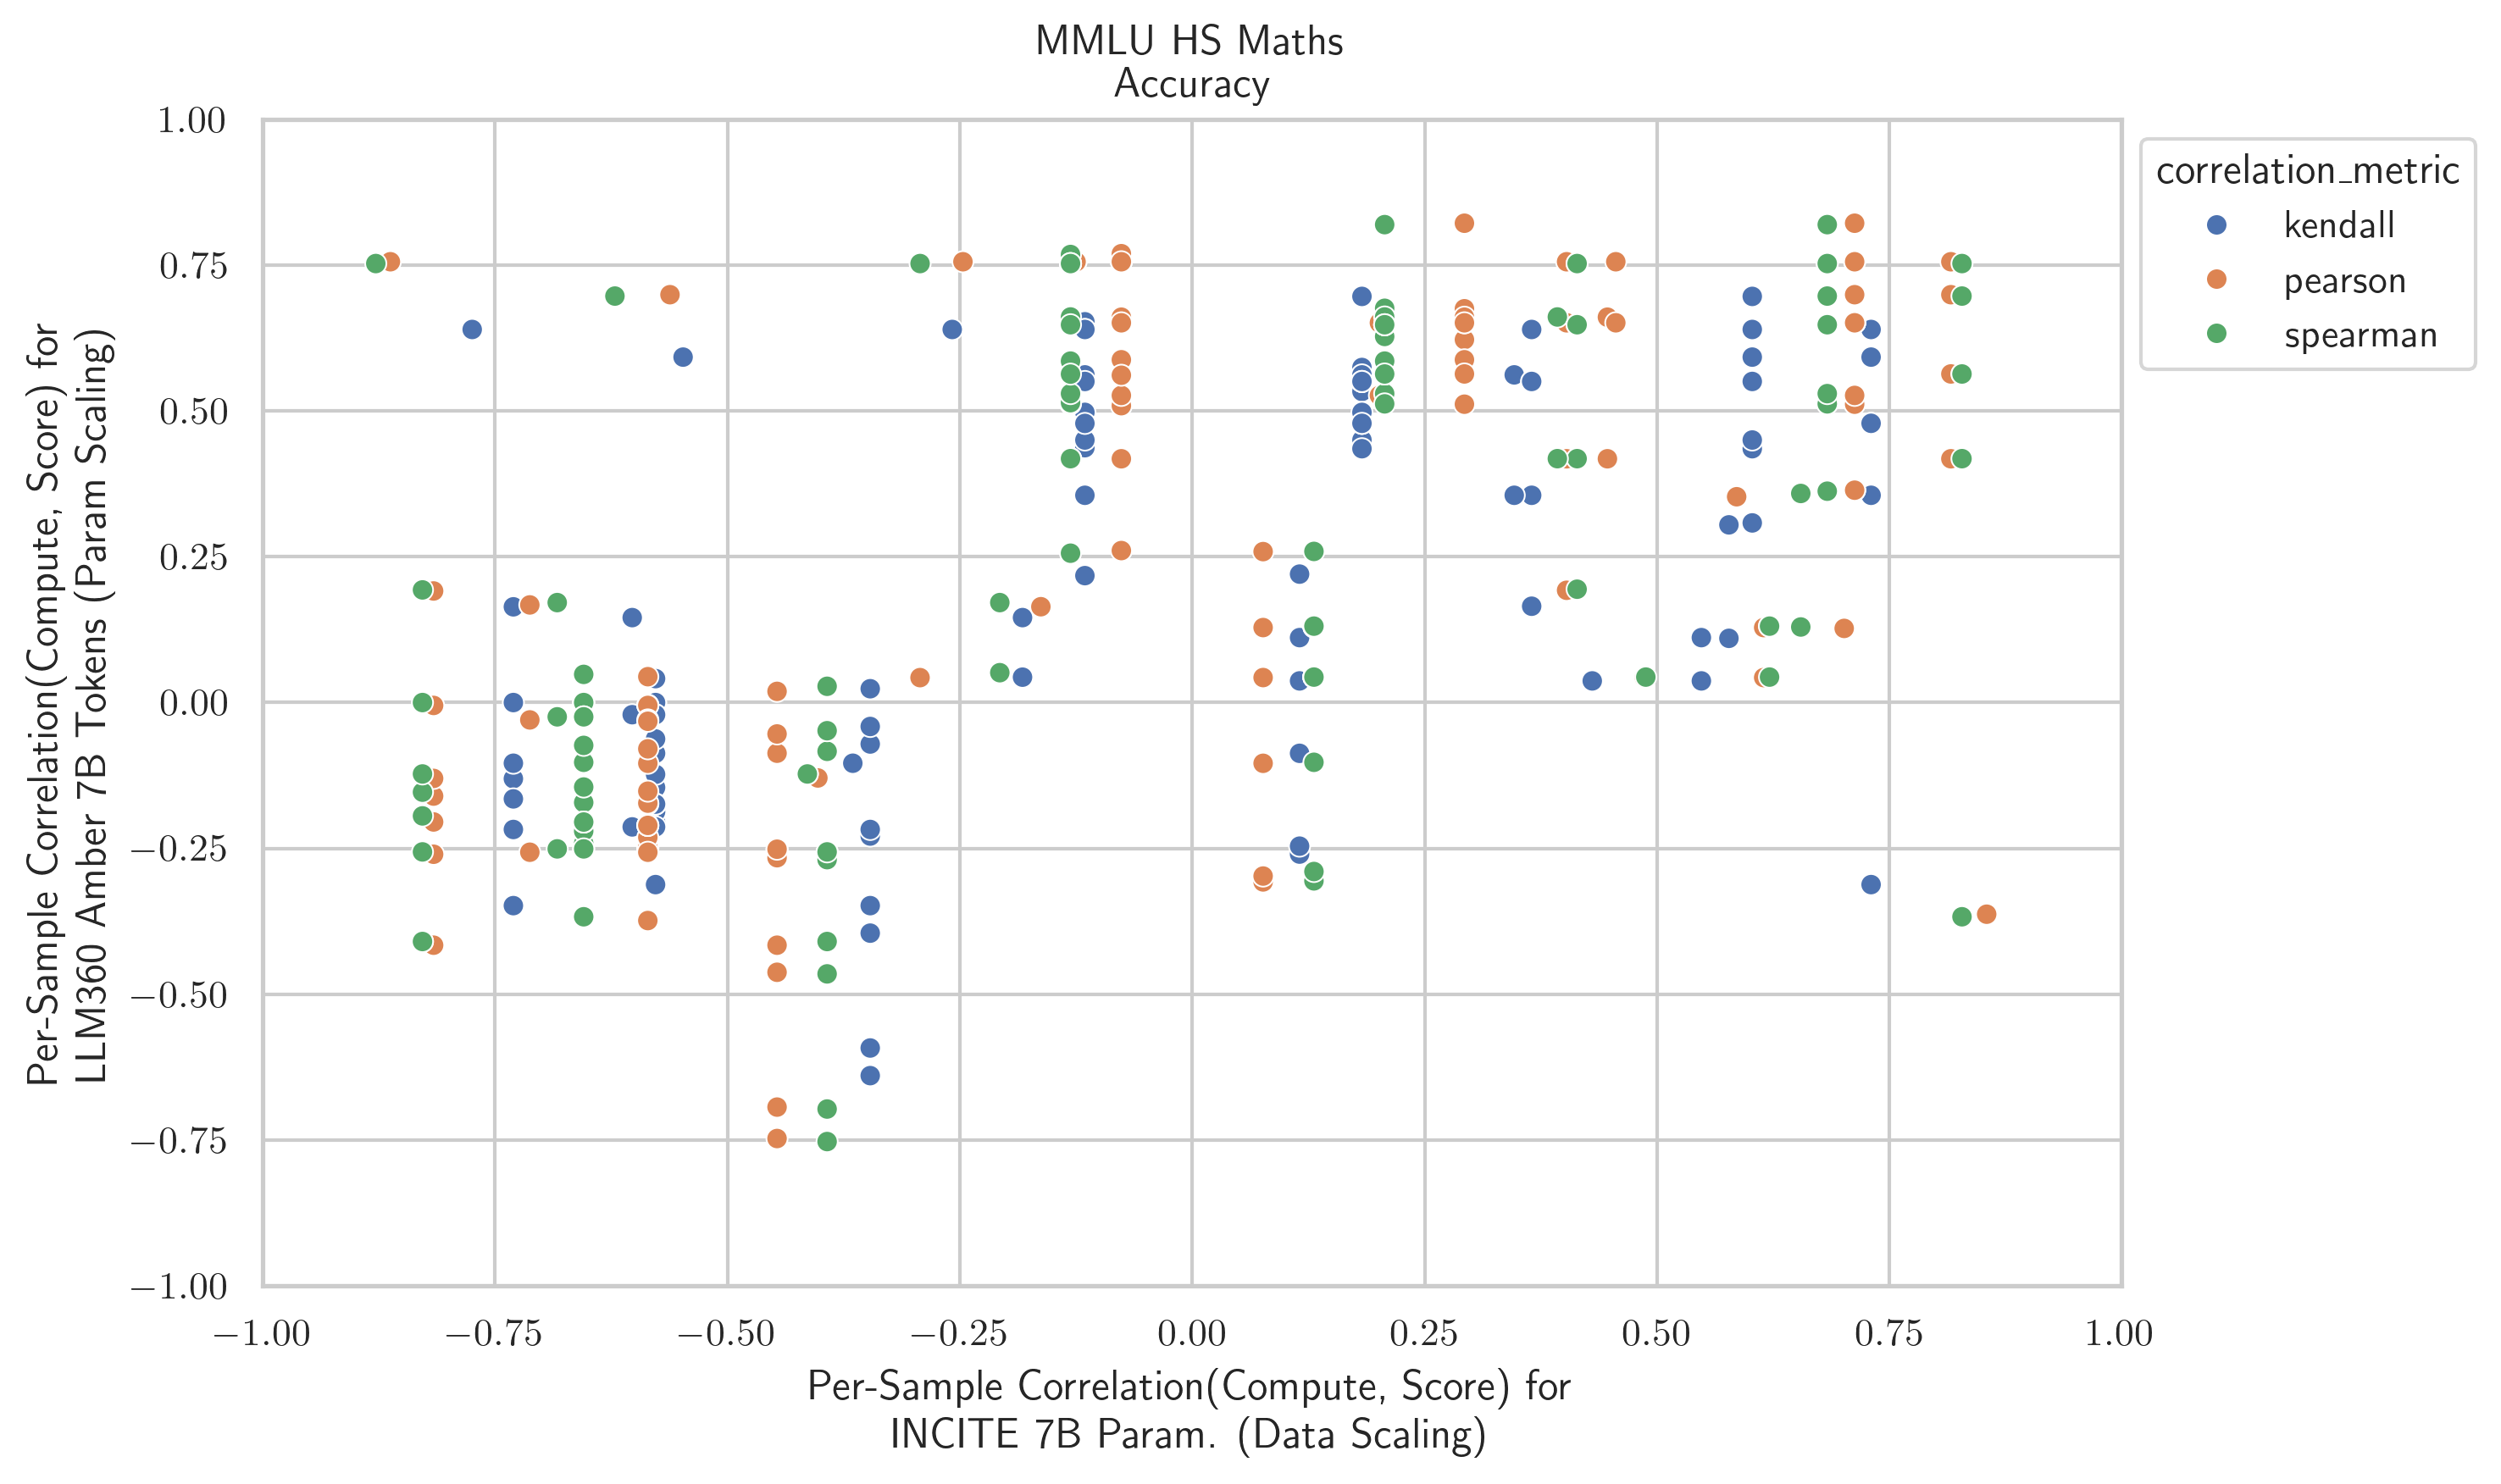 MMLU HS Maths
Accuracy
Per-Sample Correlation(Compute, Score) for
LLM360 Amber 7B Tokens (Param Scaling)
1.00
0.75
0.50
0.25
0.00
−0.25
−0.50
−0.75
−1.00
−1.00
−0.75
−0.50
−0.25
0.00
0.25
0.50
0.75
1.00
Per-Sample Correlation(Compute, Score) for
INCITE 7B Param. (Data Scaling)
correlation_metric
kendall
pearson
spearman